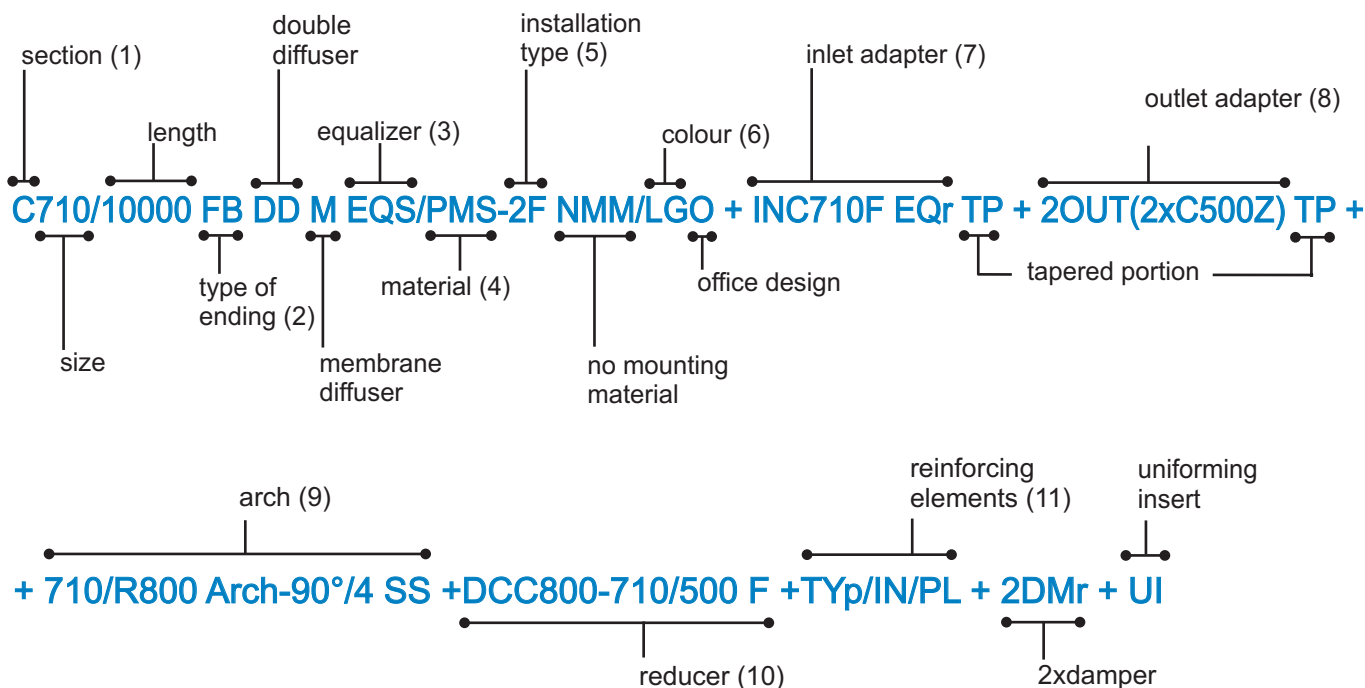 double
diffuser
installation
type (5)
section (1)
inlet adapter (7)
outlet adapter (8)
length
equalizer (3)
colour (6)
C710/10000 FB DD M EQS/PMS-2F NMM/LGO + INC710F EQr TP + 2OUT(2xC500Z) TP +
type of
ending (2)
material (4)
office design
tapered portion
size
membrane
diffuser
no mounting
material
arch (9)
reinforcing
elements (11)
uniforming
insert
+ 710/R800 Arch-90°/4 SS +DCC800-710/500 F +TYp/IN/PL + 2DMr + UI
reducer (10)
2xdamper